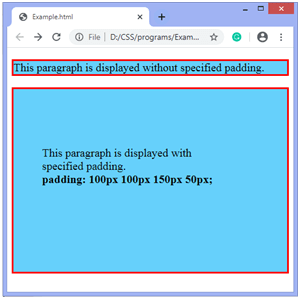 Example.html
File | D:/CSS/programs/Exam...
This paragraph is displayed without specified padding.
This paragraph is displayed with
specified padding.
padding: 100px 100px 150px 50px;